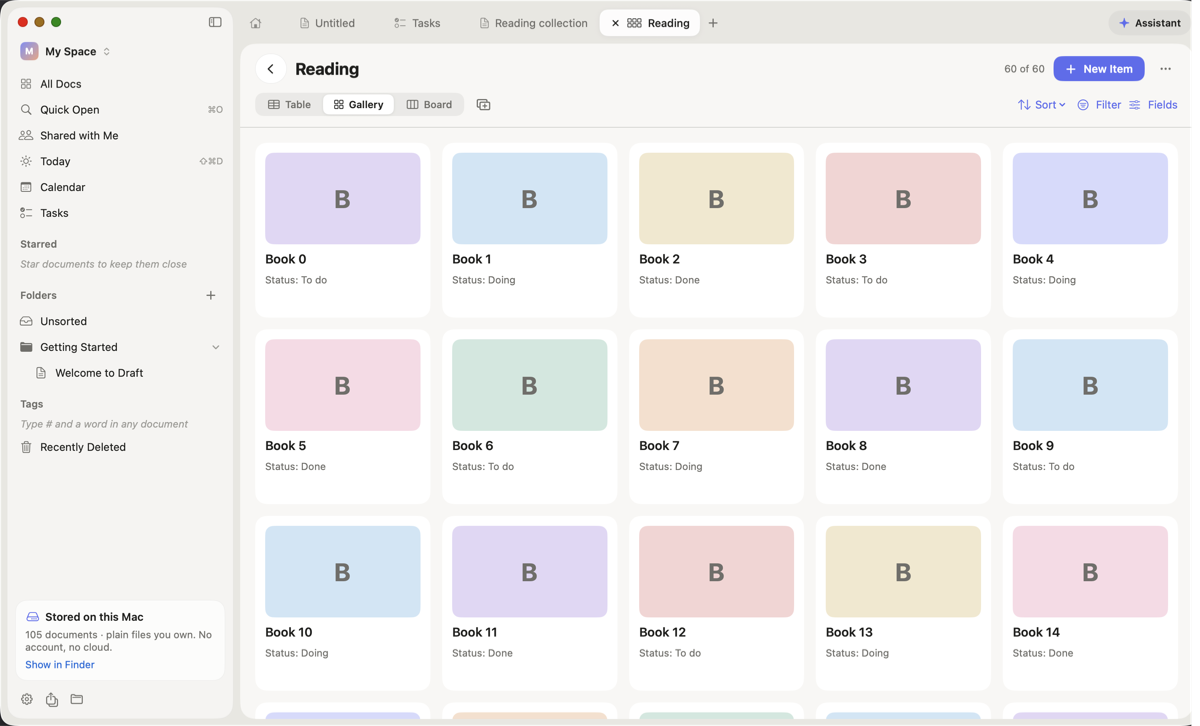 Untitled
Tasks
Reading collection
Reading
Assistant
M My Space
All Docs
Quick Open ⌘O
Shared with Me
Today ⇧⌘D
Calendar
Tasks
Starred
Star documents to keep them close
Folders
Unsorted
Getting Started
Welcome to Draft
Tags
Type # and a word in any document
Recently Deleted
Stored on this Mac
105 documents · plain files you own. No
account, no cloud.
Show in Finder
Reading
60 of 60
New Item
Table
Gallery
Board
Sort
Filter
Fields
B
Book 0
Status: To do
B
Book 1
Status: Doing
B
Book 2
Status: Done
B
Book 3
Status: To do
B
Book 4
Status: Doing
B
Book 5
Status: Done
B
Book 6
Status: To do
B
Book 7
Status: Doing
B
Book 8
Status: Done
B
Book 9
Status: To do
B
Book 10
Status: Doing
B
Book 11
Status: Done
B
Book 12
Status: To do
B
Book 13
Status: Doing
B
Book 14
Status: Done